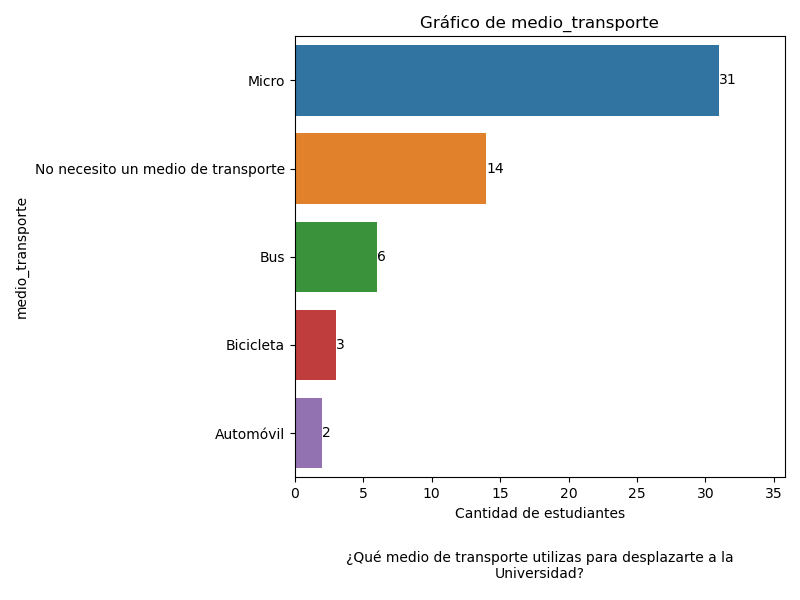 Gráfico de medio_transporte
Micro
31
No necesito un medio de transporte
14
Bus
6
Bicicleta
3
Automóvil
2
medio_transporte
0 5 10 15 20 25 30 35
Cantidad de estudiantes
¿Qué medio de transporte utilizas para desplazarte a la
Universidad?